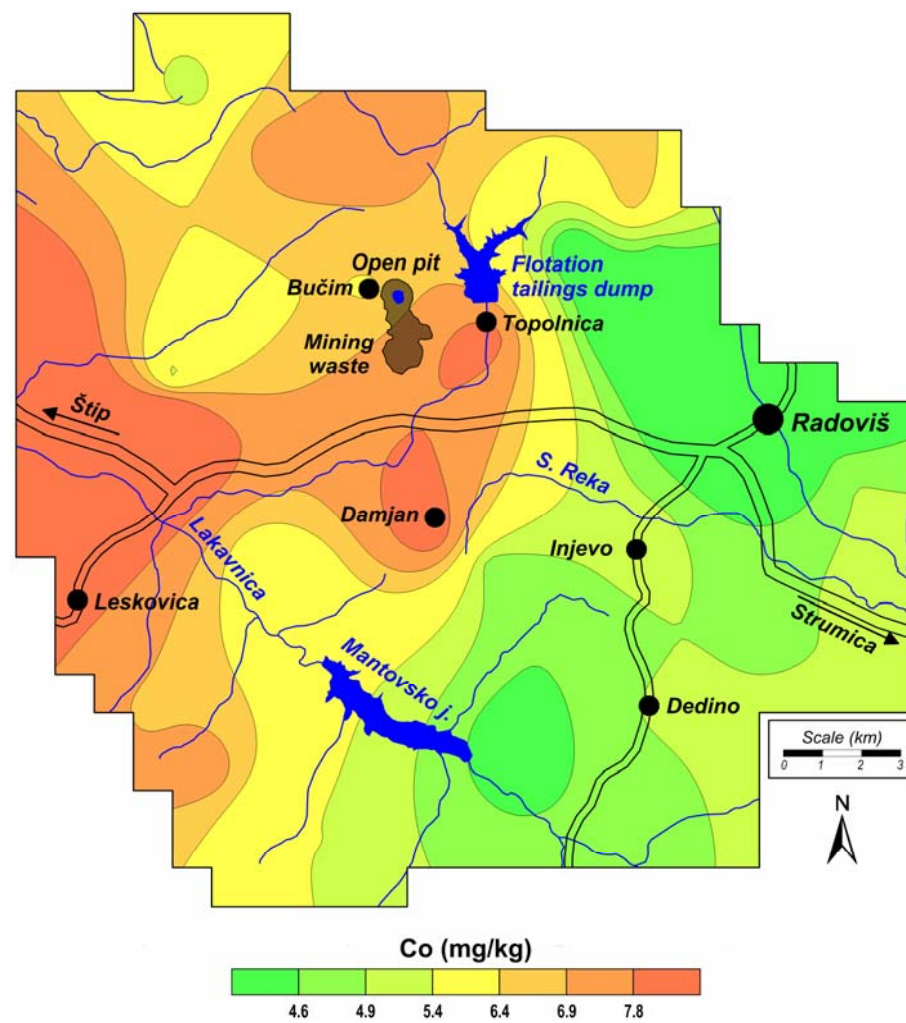 Open pit
Bučim
Flotation
tailings dump
Mining
waste
Topolnica
Štip
Radoviš
S. Reka
Damjan
Injevo
Lakavnica
Leskovica
Strumica
Mantovsko j.
Dedino
Scale (km)
0 1 2 3
N
Co (mg/kg)
4.6 4.9 5.4 6.4 6.9 7.8